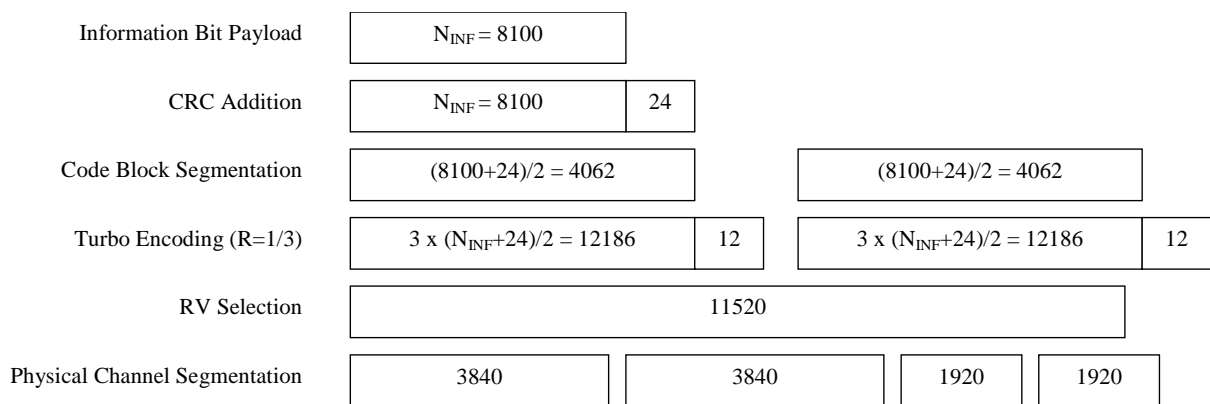 Information Bit Payload N_INF = 8100
CRC Addition N_INF = 8100 24
Code Block Segmentation (8100+24)/2 = 4062 (8100+24)/2 = 4062
Turbo Encoding (R=1/3) 3 x (N_INF+24)/2 = 12186 12 3 x (N_INF+24)/2 = 12186 12
RV Selection 11520
Physical Channel Segmentation 3840 3840 1920 1920